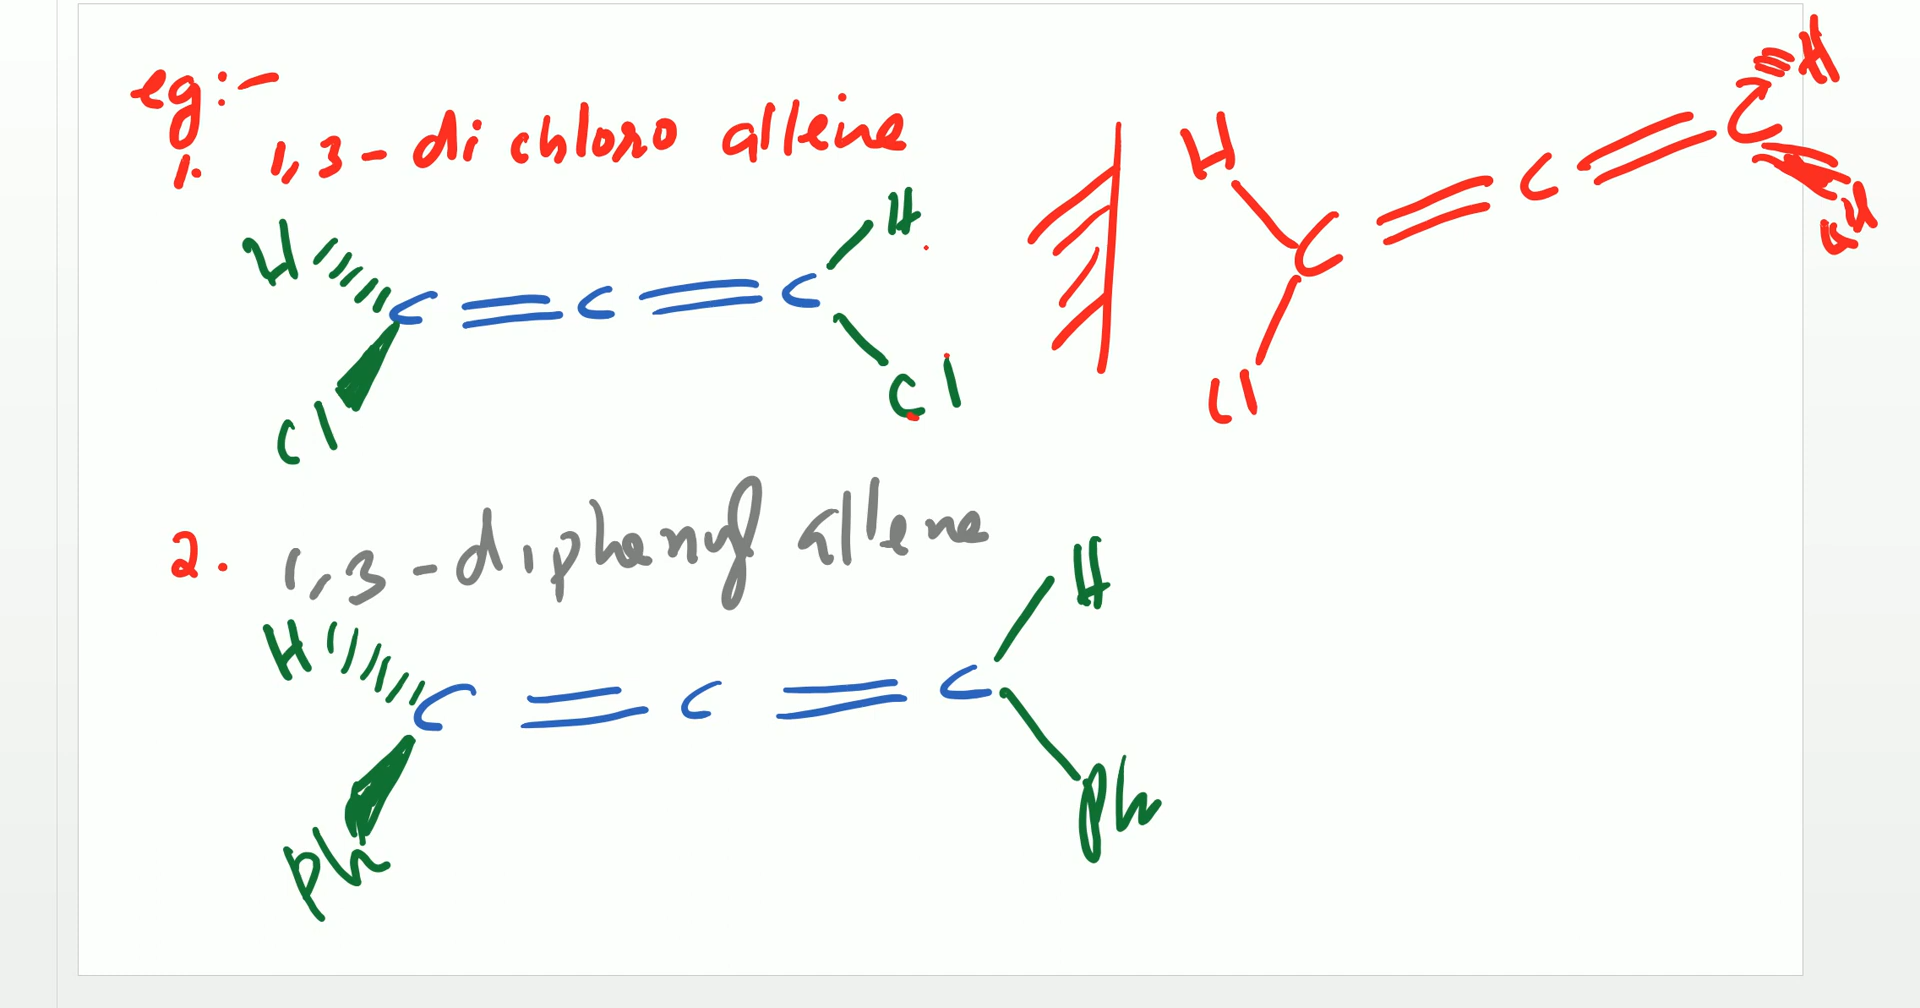 eg:-
1. 1,3-dichloro allene
H C = C = C H
Cl Cl
H C = C = C H
Cl
2. 1,3-diphenyl allene
H C = C = C H
Ph Ph